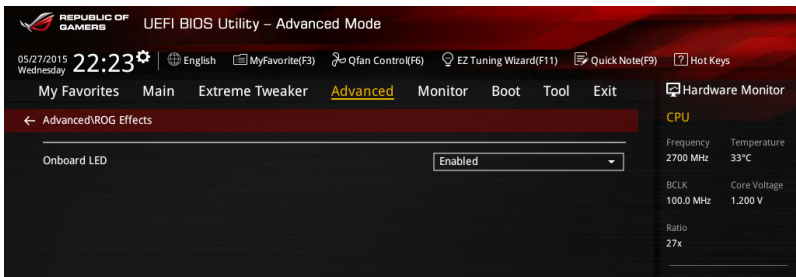 REPUBLIC OF
GAMERS
UEFI BIOS Utility – Advanced Mode
05/27/2015
Wednesday
22:23
English
MyFavorite(F3)
Qfan Control(F6)
EZ Tuning Wizard(F11)
Quick Note(F9)
? Hot Keys
My Favorites
Main
Extreme Tweaker
Advanced
Monitor
Boot
Tool
Exit
Hardware Monitor
← Advanced\ROG Effects
Onboard LED
Enabled
CPU
Frequency Temperature
2700 MHz 33°C
BCLK Core Voltage
100.0 MHz 1.200 V
Ratio
27x